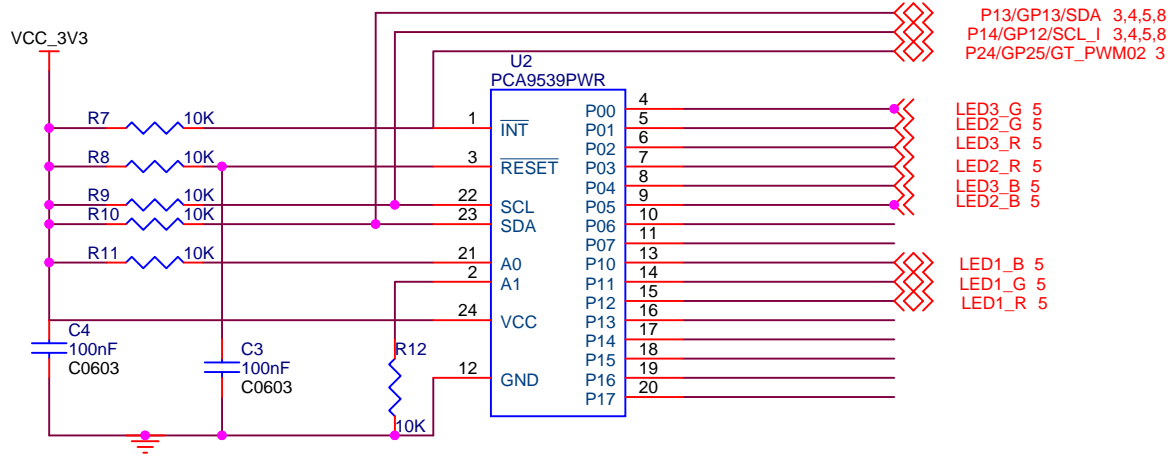 P13/GP13/SDA 3,4,5,8
VCC_3V3
P14/GP12/SCL_I 3,4,5,8
P24/GP25/GT_PWM02 3
U2
PCA9539PWR
R7 10K 1 INT P00 4 LED3_G 5
P01 5 LED2_G 5
P02 6 LED3_R 5
R8 10K 3 RESET P03 7 LED2_R 5
P04 8 LED3_B 5
R9 10K 22 SCL P05 9 LED2_B 5
R10 10K 23 SDA P06 10
P07 11
R11 10K 21 A0 P10 13 LED1_B 5
2 A1 P11 14 LED1_G 5
P12 15 LED1_R 5
24 VCC P13 16
P14 17
C4
100nF
C0603
C3
100nF
C0603
R12
10K
P15 18
12 GND P16 19
P17 20